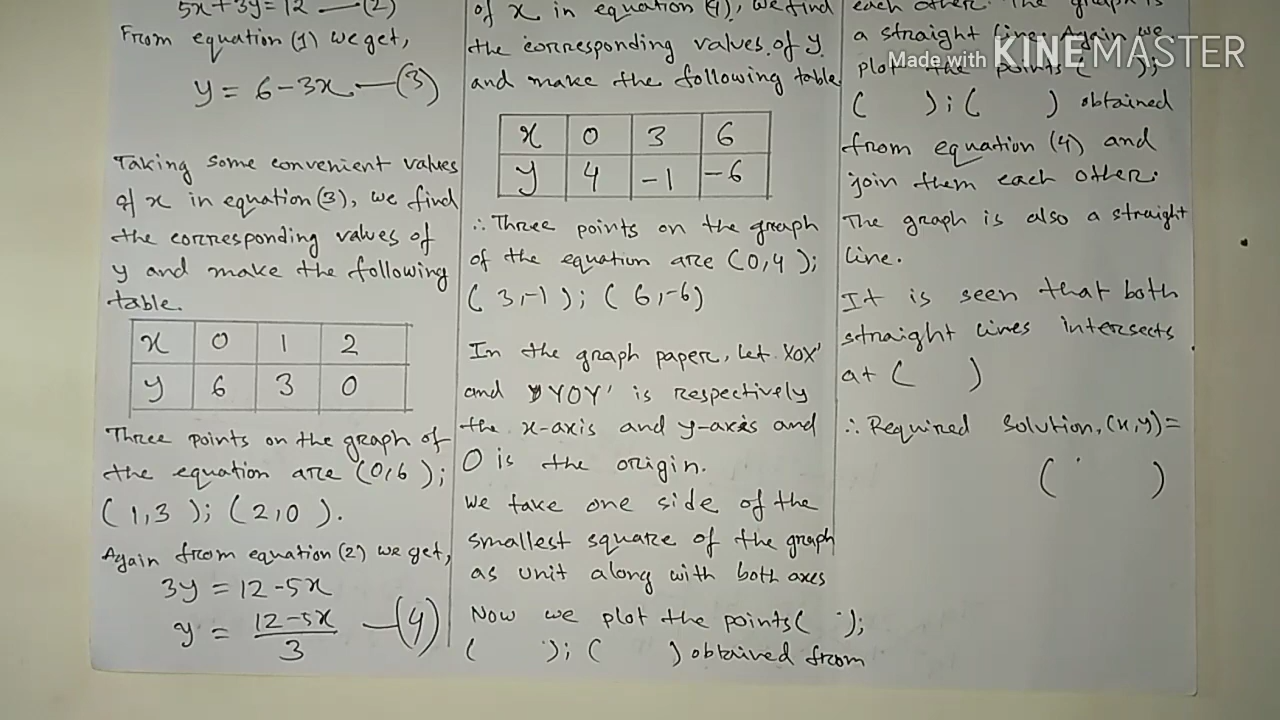 5x+3y=12 —(2)
From equation (1) we get,
y = 6-3x —(3)
Taking some convenient values
of x in equation (3), we find
the corresponding values of
y and make the following
table.
x 0 1 2
y 6 3 0
Three points on the graph of
the equation are (0,6);
(1,3); (2,0).
Again from equation (2) we get,
3y = 12-5x
y = 12-5x / 3 —(4)
of x in equation (4), we find
the corresponding values of y
and make the following table
x 0 3 6
y 4 -1 -6
∴ Three points on the graph
of the equation are (0,4);
(3,-1); (6,-6)
In the graph paper, Let XOX'
and YOY' is respectively
the x-axis and y-axis and
O is the origin.
we take one side of the
smallest square of the graph
as unit along with both axes
Now we plot the points( );
( ); ( ) obtained from
each other. The graph is
a straight line. Again we
plot the points ( );
( ); ( ) obtained
from equation (4) and
join them each other.
The graph is also a straight
line.
It is seen that both
straight lines intersects
at ( )
∴ Required Solution, (x,y)=
( )
Made with KINEMASTER